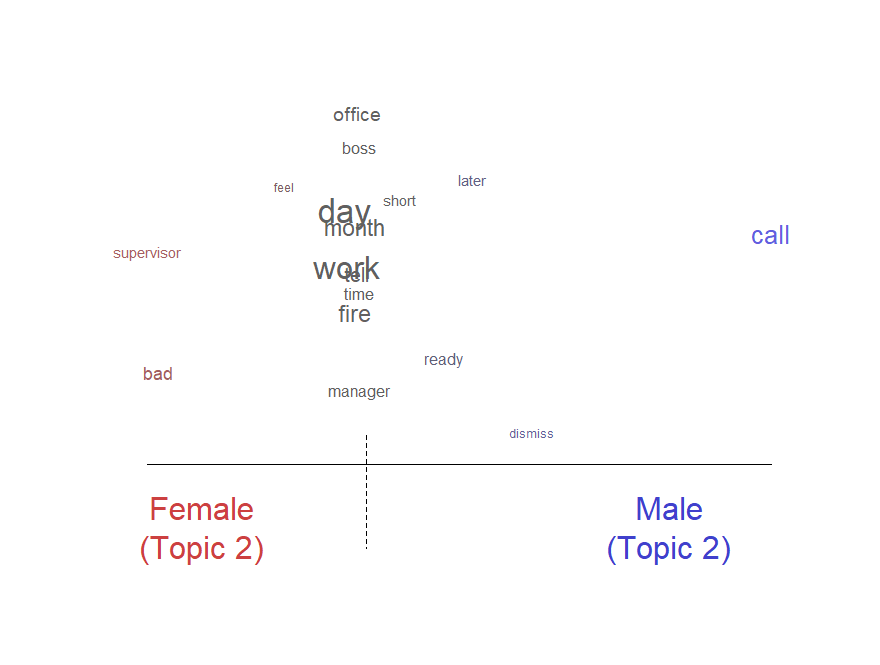 office
boss
later
feel
short
day
month
call
supervisor
work
tell
time
fire
ready
bad
manager
dismiss
Female
(Topic 2)
Male
(Topic 2)